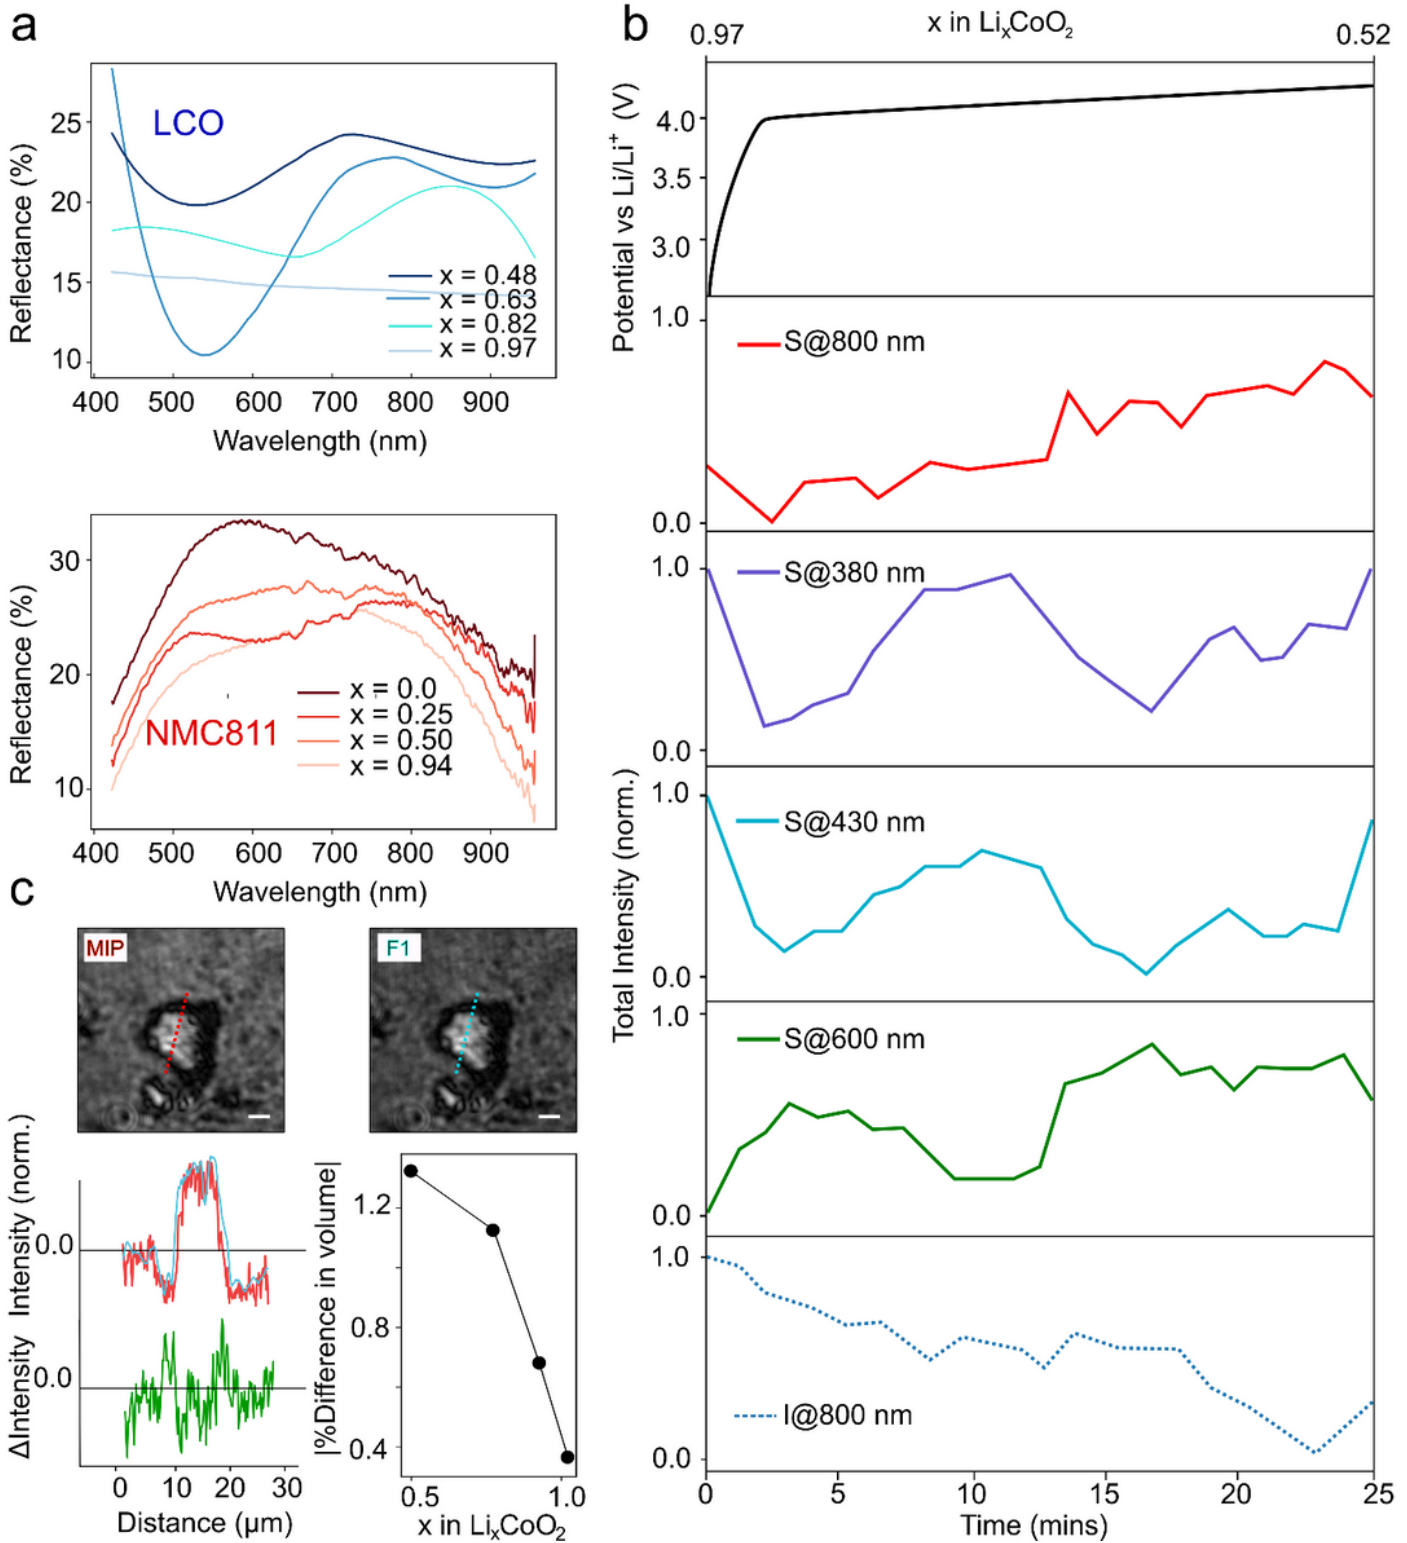 a
LCO
25
20
15
10
Reflectance (%)
x = 0.48
x = 0.63
x = 0.82
x = 0.97
400 500 600 700 800 900
Wavelength (nm)
30
20
10
Reflectance (%)
NMC811
x = 0.0
x = 0.25
x = 0.50
x = 0.94
400 500 600 700 800 900
Wavelength (nm)
b
x in LiₓCoO₂
0.97 0.52
Potential vs Li/Li⁺ (V)
4.0
3.5
3.0
Total Intensity (norm.)
1.0
S@800 nm
0.0
1.0
S@380 nm
0.0
1.0
S@430 nm
0.0
1.0
S@600 nm
0.0
1.0
I@800 nm
0.0
0 5 10 15 20 25
Time (mins)
c
MIP
F1
ΔIntensity Intensity (norm.)
0.0
0.0
0 10 20 30
Distance (μm)
|%Difference in volume|
1.2
0.8
0.4
0.5 1.0
x in LiₓCoO₂